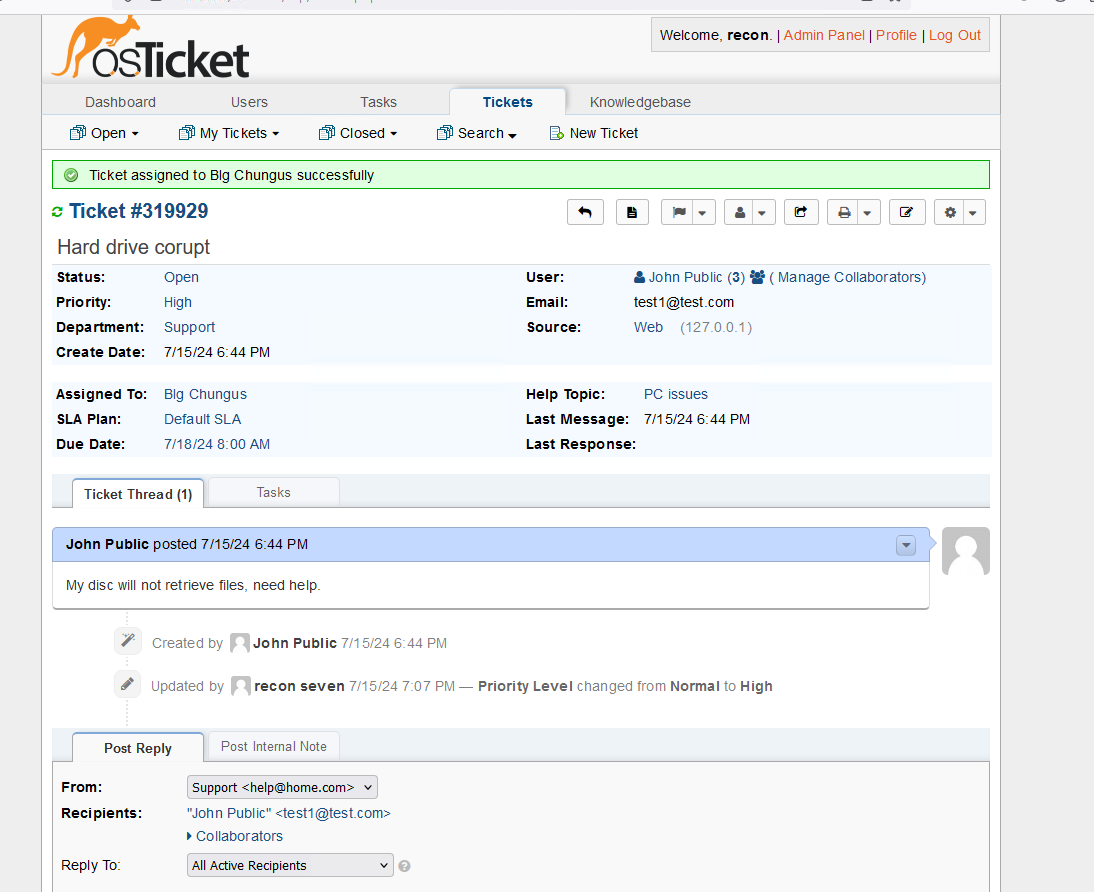 Welcome, recon. | Admin Panel | Profile | Log Out
osTicket
Dashboard Users Tasks Tickets Knowledgebase
Open My Tickets Closed Search New Ticket
Ticket assigned to BIg Chungus successfully
Ticket #319929
Hard drive corupt
Status: Open User: John Public (3) ( Manage Collaborators)
Priority: High Email: test1@test.com
Department: Support Source: Web (127.0.0.1)
Create Date: 7/15/24 6:44 PM
Assigned To: BIg Chungus Help Topic: PC issues
SLA Plan: Default SLA Last Message: 7/15/24 6:44 PM
Due Date: 7/18/24 8:00 AM Last Response:
Ticket Thread (1) Tasks
John Public posted 7/15/24 6:44 PM
My disc will not retrieve files, need help.
Created by John Public 7/15/24 6:44 PM
Updated by recon seven 7/15/24 7:07 PM — Priority Level changed from Normal to High
Post Reply Post Internal Note
From: Support <help@home.com>
Recipients: "John Public" <test1@test.com>
Collaborators
Reply To: All Active Recipients